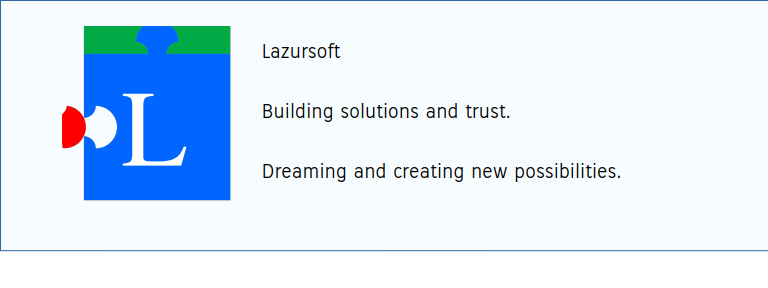 L
Lazursoft
Building solutions and trust.
Dreaming and creating new possibilities.